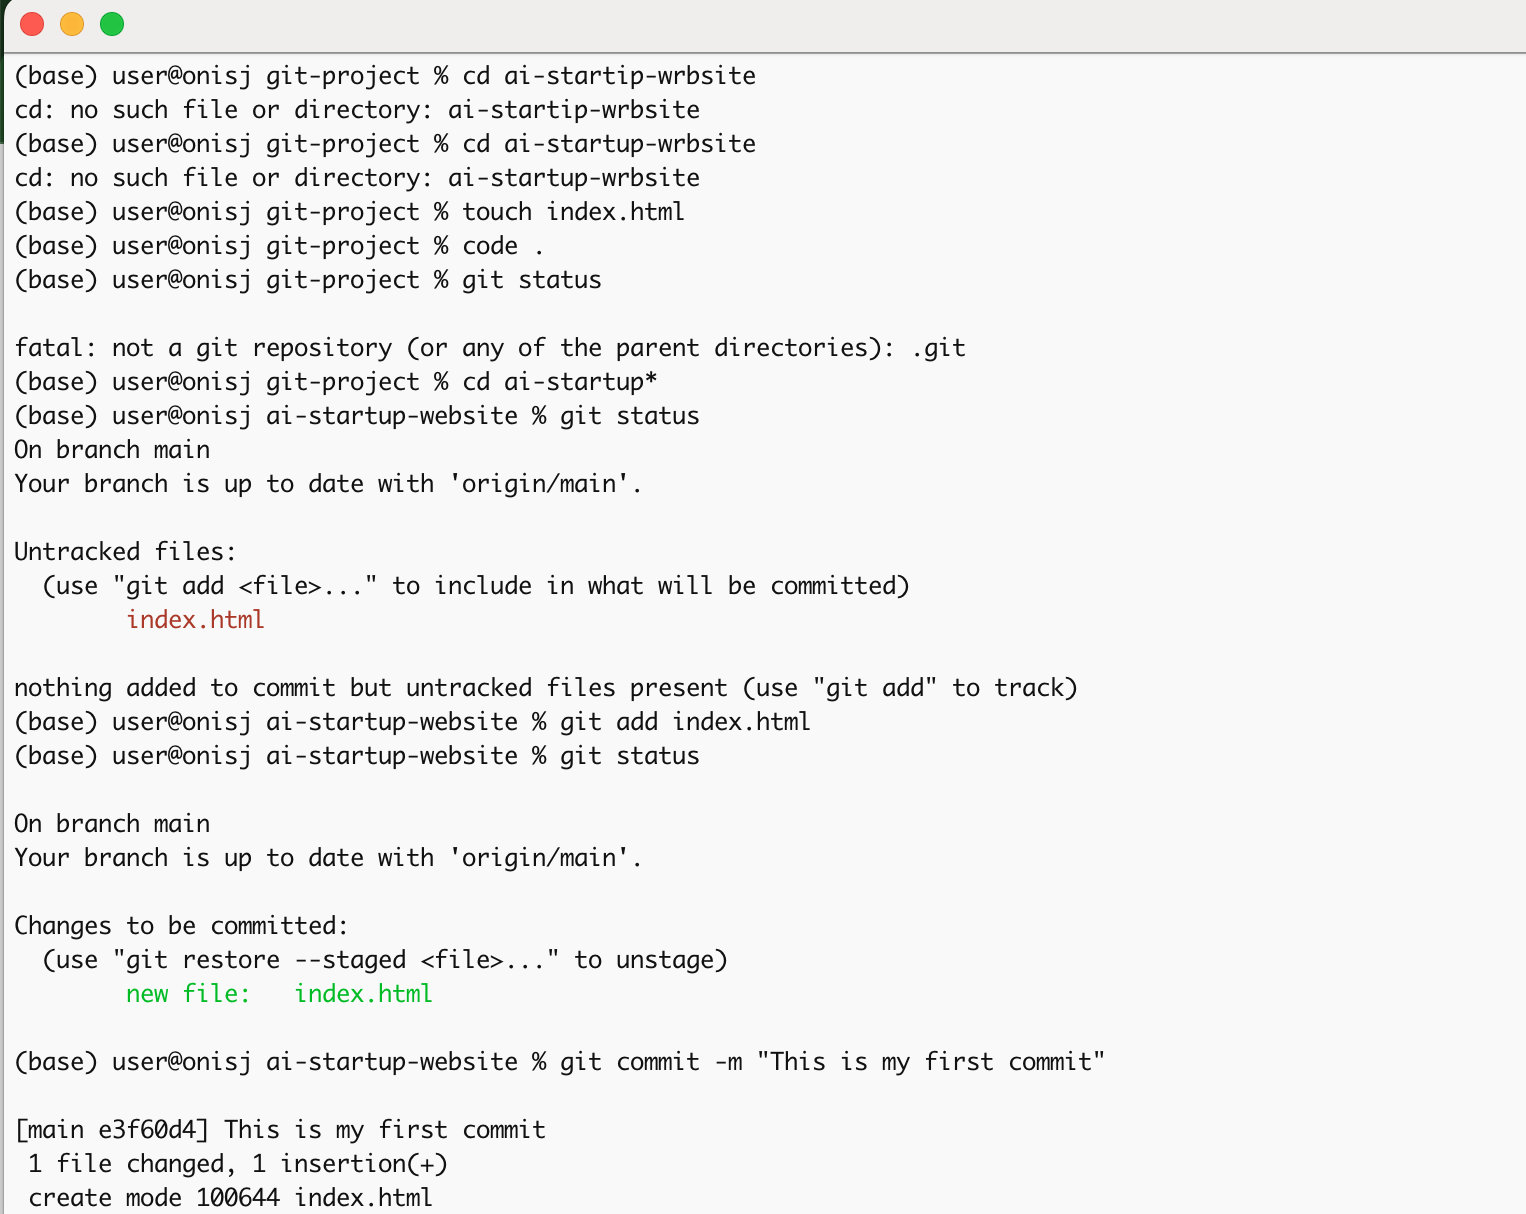 (base) user@onisj git-project % cd ai-startip-wrbsite
cd: no such file or directory: ai-startip-wrbsite
(base) user@onisj git-project % cd ai-startup-wrbsite
cd: no such file or directory: ai-startup-wrbsite
(base) user@onisj git-project % touch index.html
(base) user@onisj git-project % code .
(base) user@onisj git-project % git status
fatal: not a git repository (or any of the parent directories): .git
(base) user@onisj git-project % cd ai-startup*
(base) user@onisj ai-startup-website % git status
On branch main
Your branch is up to date with 'origin/main'.
Untracked files:
  (use "git add <file>..." to include in what will be committed)
        index.html
nothing added to commit but untracked files present (use "git add" to track)
(base) user@onisj ai-startup-website % git add index.html
(base) user@onisj ai-startup-website % git status
On branch main
Your branch is up to date with 'origin/main'.
Changes to be committed:
  (use "git restore --staged <file>..." to unstage)
        new file:   index.html
(base) user@onisj ai-startup-website % git commit -m "This is my first commit"
[main e3f60d4] This is my first commit
 1 file changed, 1 insertion(+)
 create mode 100644 index.html